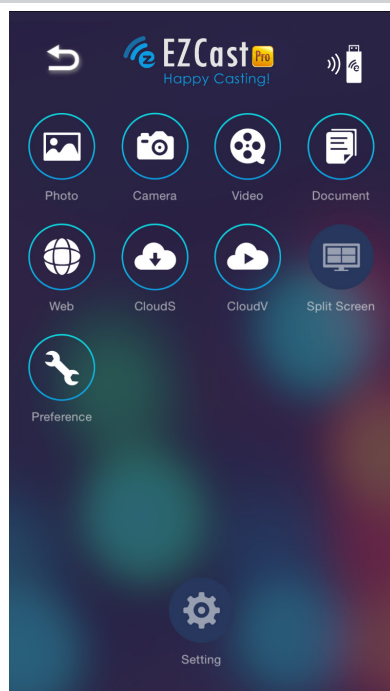 EZCast Pro
Happy Casting!
Photo Camera Video Document
Web CloudS CloudV Split Screen
Preference
Setting